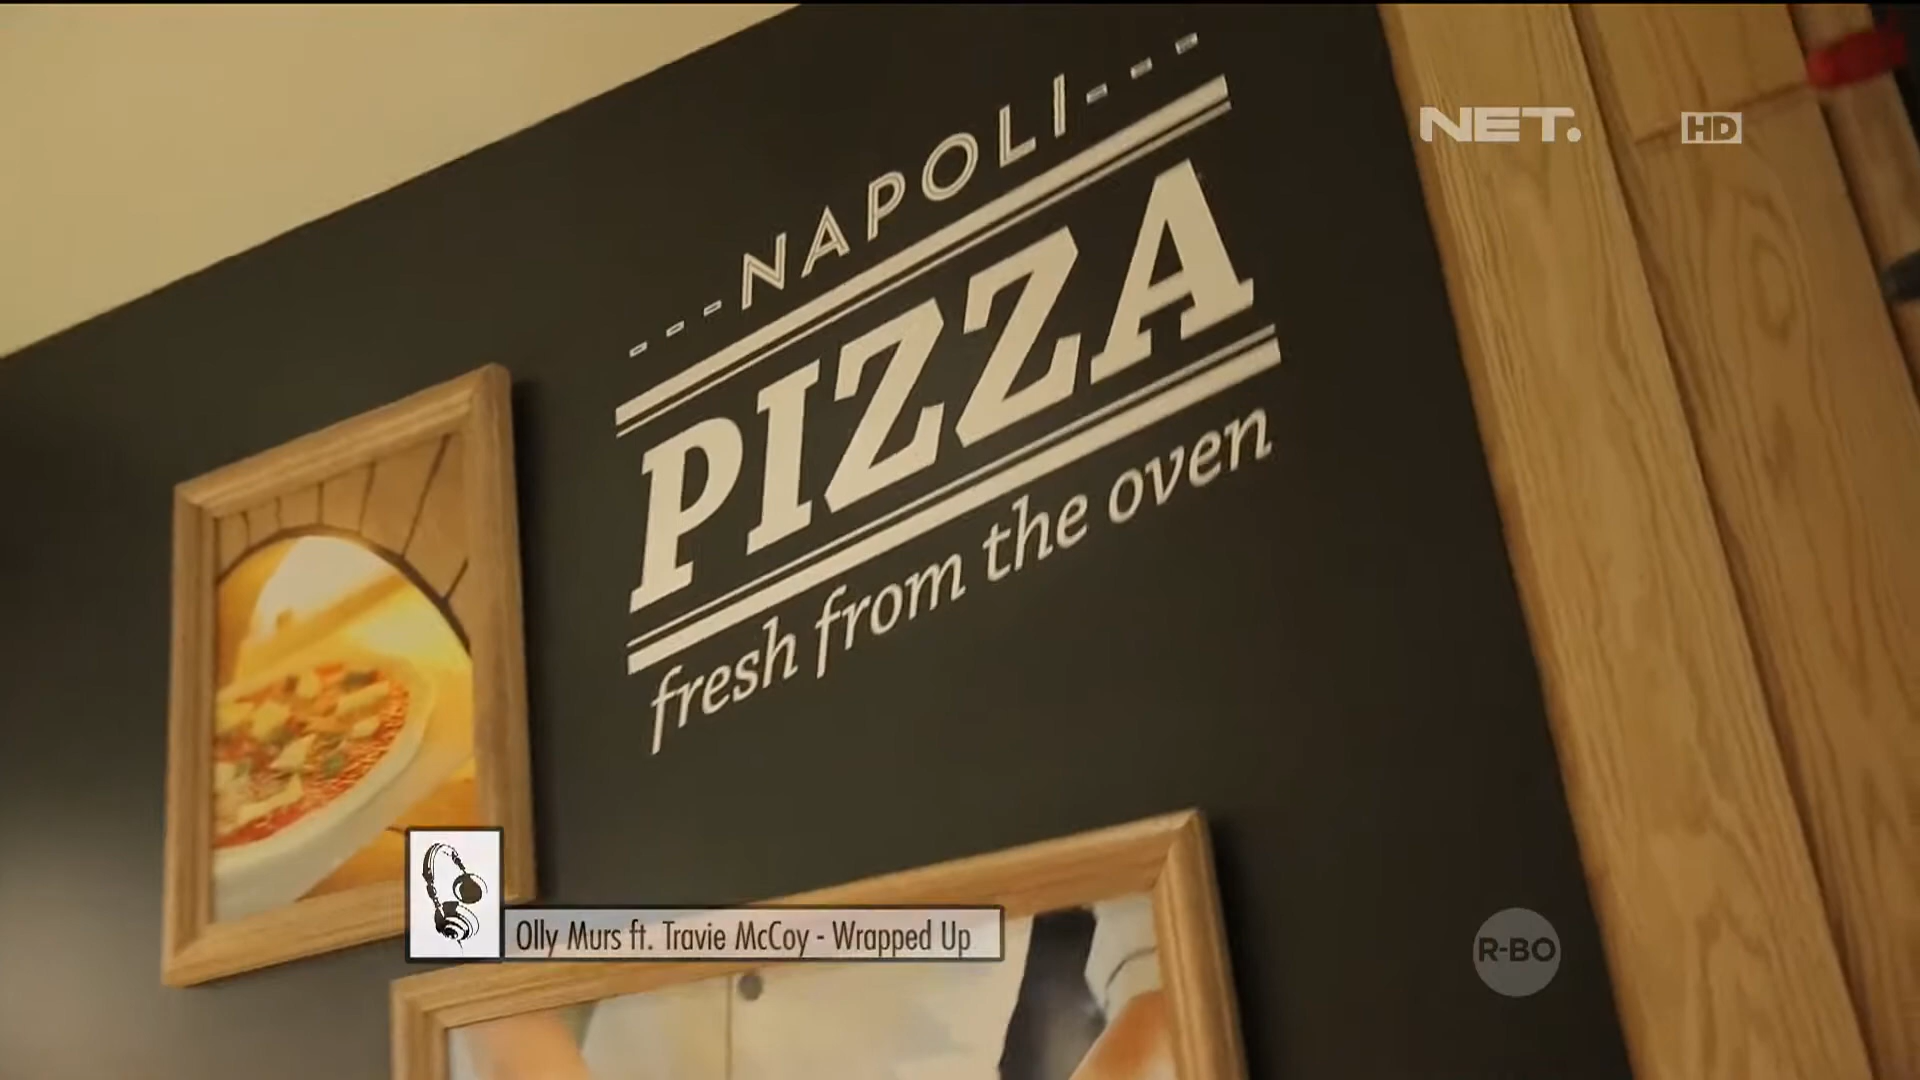 NAPOLI
PIZZA
fresh from the oven
NET.
HD
Olly Murs ft. Travie McCoy - Wrapped Up
R-BO